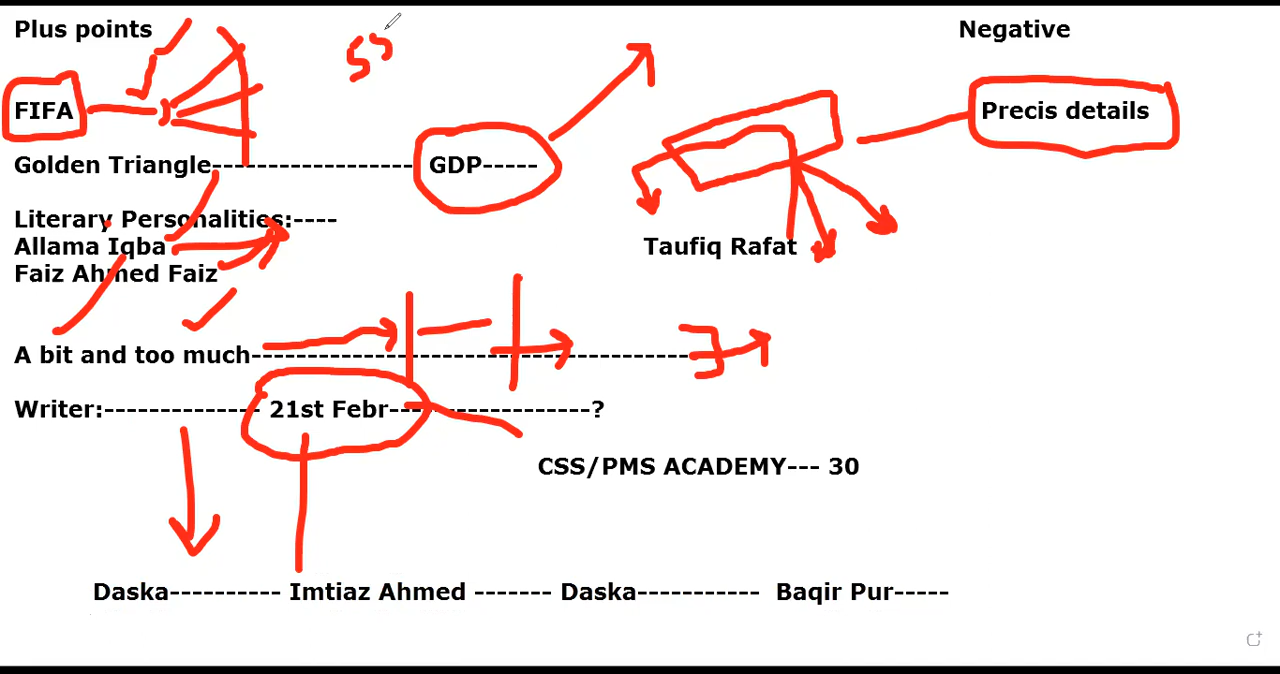 Plus points Negative
FIFA Precis details
Golden Triangle------------------ GDP-----
Literary Personalities:----
Allama Iqba
Faiz Ahmed Faiz
Taufiq Rafat
A bit and too much---------------------------------------
Writer:-------------- 21st Febr------------------?
CSS/PMS ACADEMY--- 30
Daska---------- Imtiaz Ahmed ------- Daska----------- Baqir Pur-----